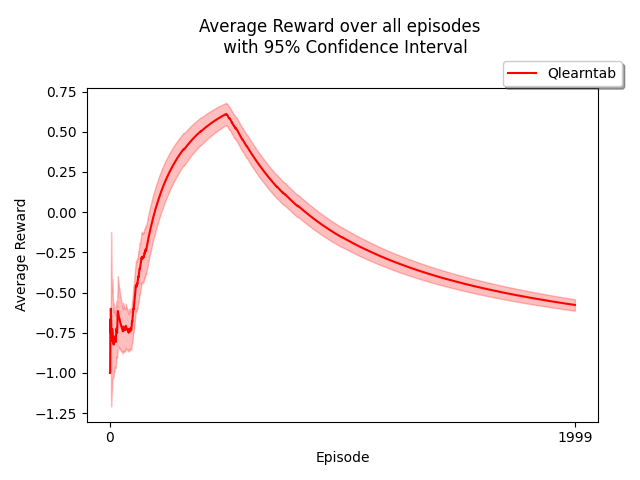 Average Reward over all episodes
with 95% Confidence Interval
Qlearntab
0.75
0.50
0.25
0.00
−0.25
−0.50
−0.75
−1.00
−1.25
Average Reward
0
1999
Episode